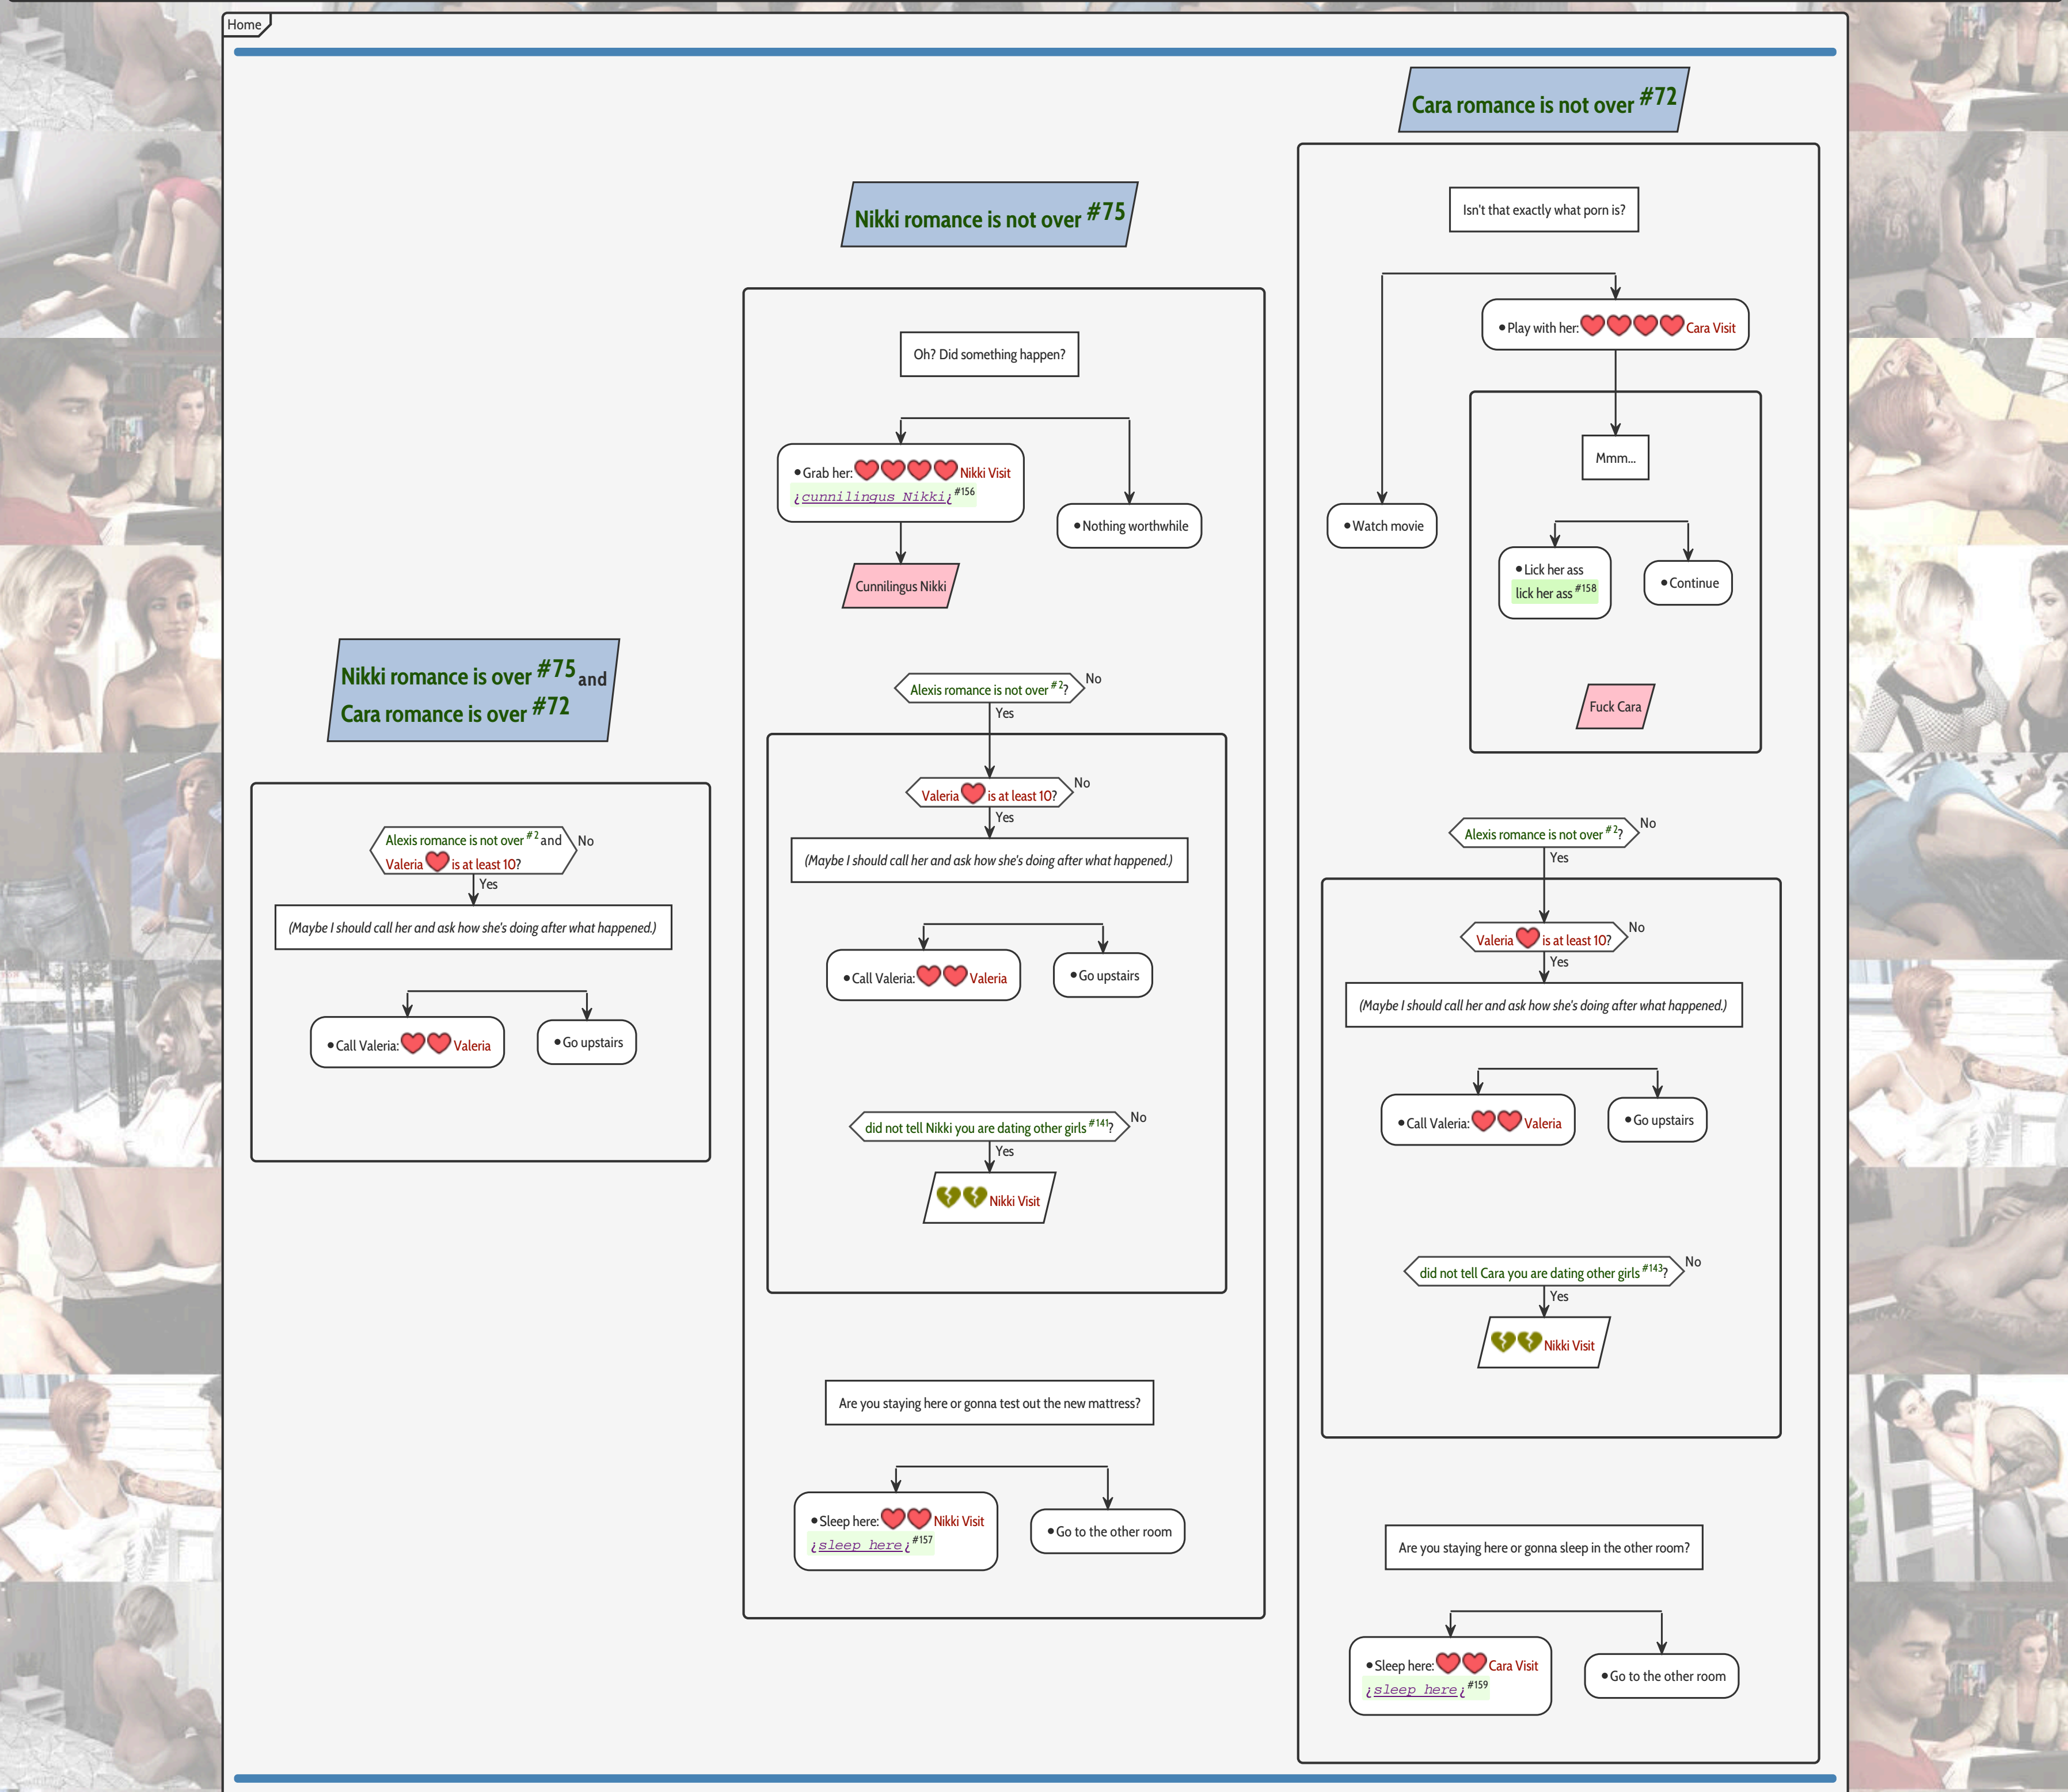 Home
Nikki romance is over #75 and
Cara romance is over #72
Alexis romance is not over #2 and
Valeria ❤ is at least 10?
No
Yes
(Maybe I should call her and ask how she's doing after what happened.)
• Call Valeria: ❤❤ Valeria
• Go upstairs
Nikki romance is not over #75
Oh? Did something happen?
• Grab her: ❤❤❤❤ Nikki Visit
¿cunnilingus Nikki¿ #156
• Nothing worthwhile
Cunnilingus Nikki
Alexis romance is not over #2?
No
Yes
Valeria ❤ is at least 10?
No
Yes
(Maybe I should call her and ask how she's doing after what happened.)
• Call Valeria: ❤❤ Valeria
• Go upstairs
did not tell Nikki you are dating other girls #141?
No
Yes
💔💔 Nikki Visit
Are you staying here or gonna test out the new mattress?
• Sleep here: ❤❤ Nikki Visit
¿sleep here¿ #157
• Go to the other room
Cara romance is not over #72
Isn't that exactly what porn is?
• Play with her: ❤❤❤❤ Cara Visit
• Watch movie
Mmm...
• Lick her ass
lick her ass #158
• Continue
Fuck Cara
Alexis romance is not over #2?
No
Yes
Valeria ❤ is at least 10?
No
Yes
(Maybe I should call her and ask how she's doing after what happened.)
• Call Valeria: ❤❤ Valeria
• Go upstairs
did not tell Cara you are dating other girls #143?
No
Yes
💔💔 Nikki Visit
Are you staying here or gonna sleep in the other room?
• Sleep here: ❤❤ Cara Visit
¿sleep here¿ #159
• Go to the other room